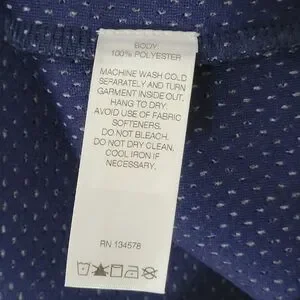 BODY
100% POLYESTER
MACHINE WASH COLD
SEPARATELY AND TURN
GARMENT INSIDE OUT.
HANG TO DRY.
AVOID USE OF FABRIC
SOFTENERS.
DO NOT BLEACH.
DO NOT DRY CLEAN.
COOL IRON IF
NECESSARY.
RN 134578